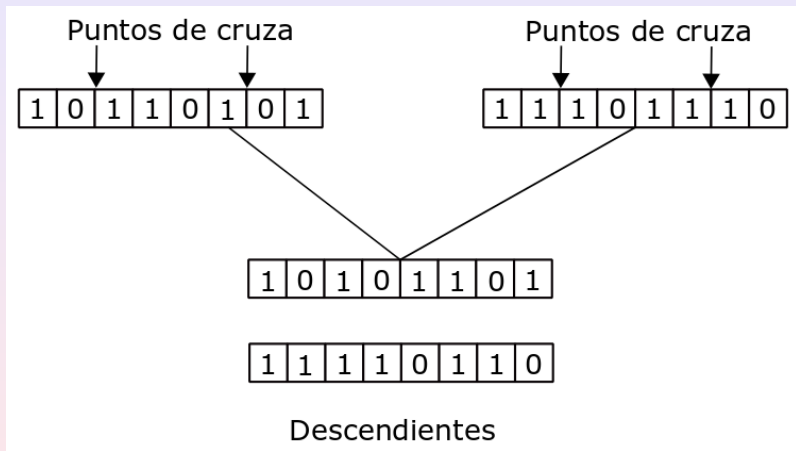 Puntos de cruza
Puntos de cruza
1 0 1 1 0 1 0 1
1 1 1 0 1 1 1 0
1 0 1 0 1 1 0 1
1 1 1 1 0 1 1 0
Descendientes